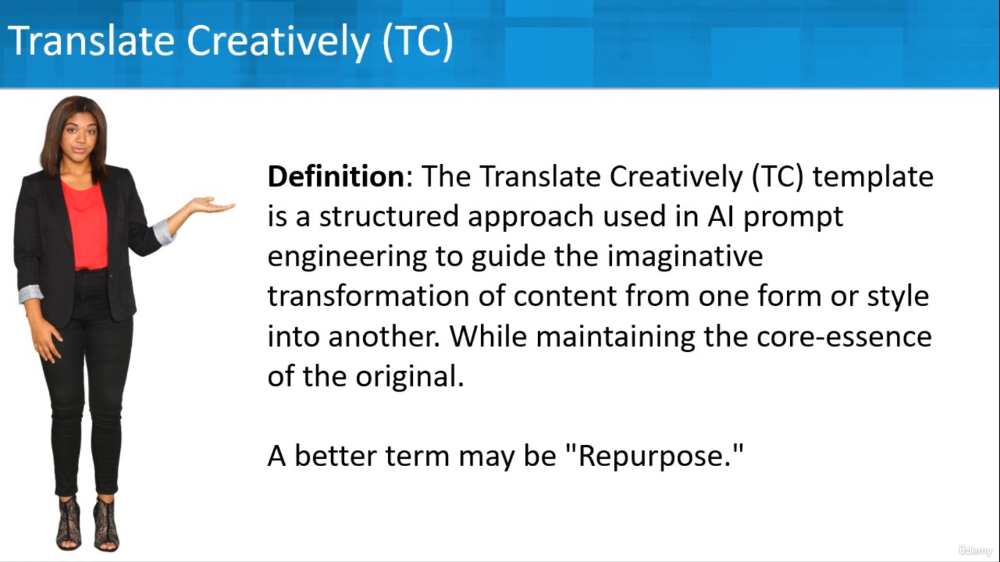 Translate Creatively (TC)
Definition: The Translate Creatively (TC) template
is a structured approach used in AI prompt
engineering to guide the imaginative
transformation of content from one form or style
into another. While maintaining the core-essence
of the original.
A better term may be "Repurpose."
ûdemy